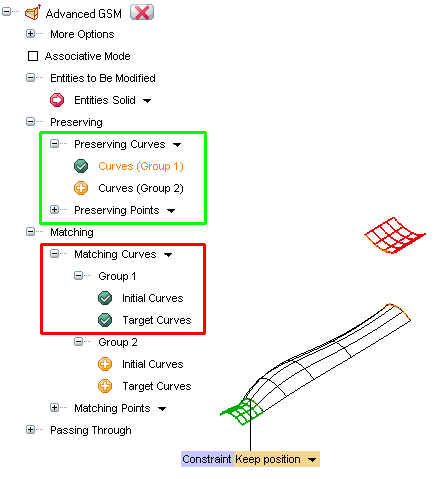 Advanced GSM
More Options
Associative Mode
Entities to Be Modified
Entities Solid
Preserving
Preserving Curves
Curves (Group 1)
Curves (Group 2)
Preserving Points
Matching
Matching Curves
Group 1
Initial Curves
Target Curves
Group 2
Initial Curves
Target Curves
Matching Points
Passing Through
Constraint Keep position